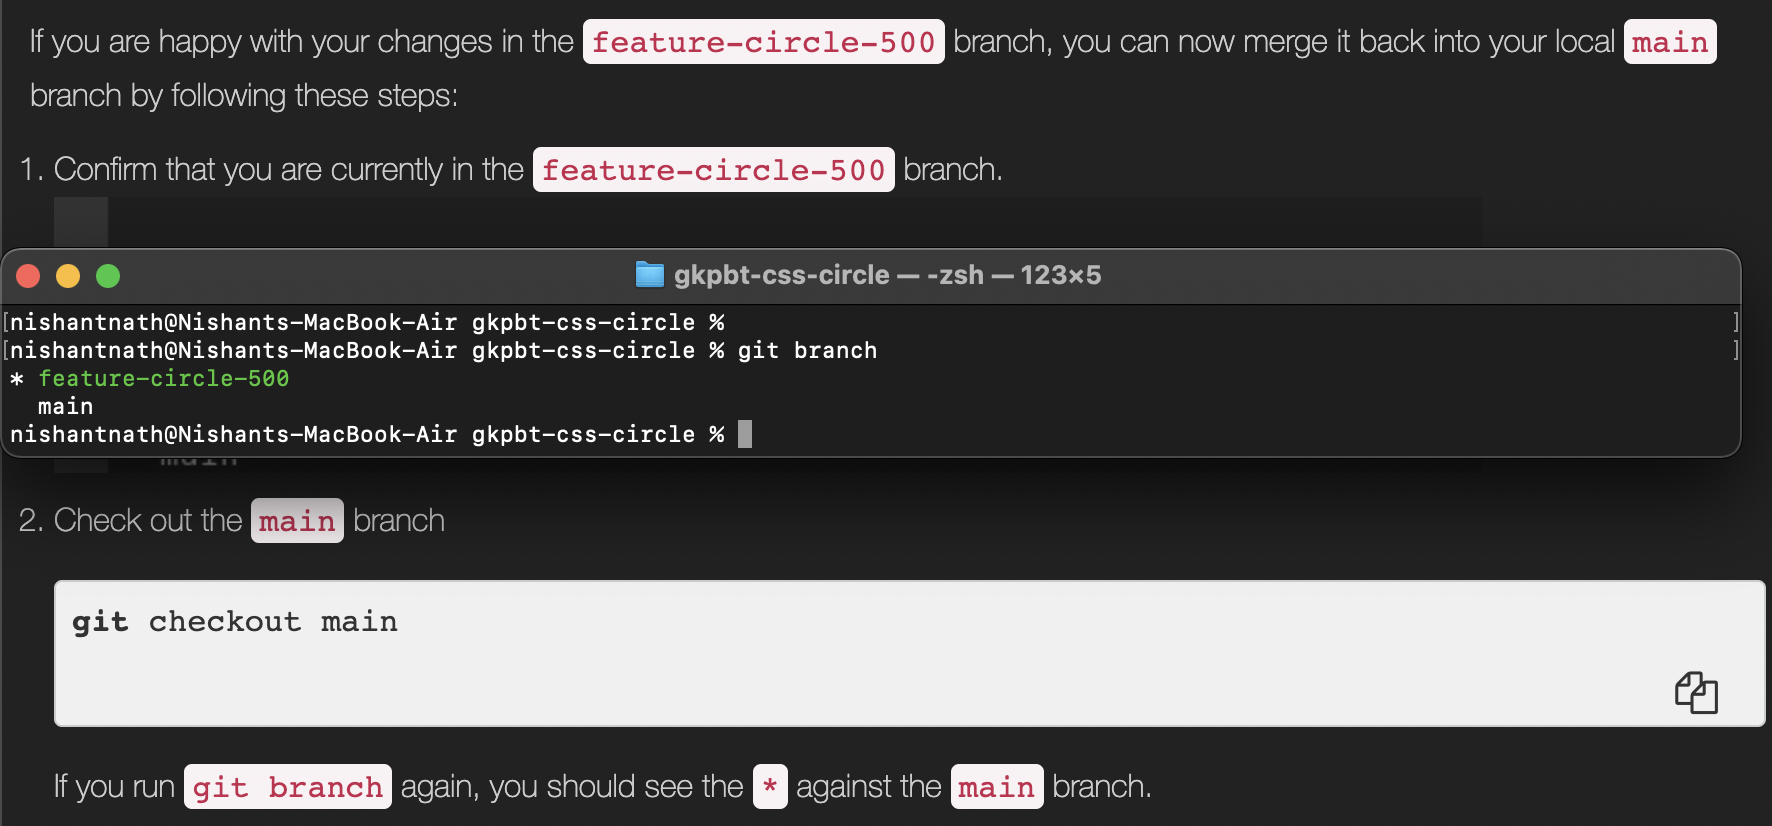 If you are happy with your changes in the feature-circle-500 branch, you can now merge it back into your local main
branch by following these steps:
1. Confirm that you are currently in the feature-circle-500 branch.
gkpbt-css-circle — -zsh — 123×5
[nishantnath@Nishants-MacBook-Air gkpbt-css-circle % ]
[nishantnath@Nishants-MacBook-Air gkpbt-css-circle % git branch ]
* feature-circle-500
main
nishantnath@Nishants-MacBook-Air gkpbt-css-circle %
main
2. Check out the main branch
git checkout main
If you run git branch again, you should see the * against the main branch.